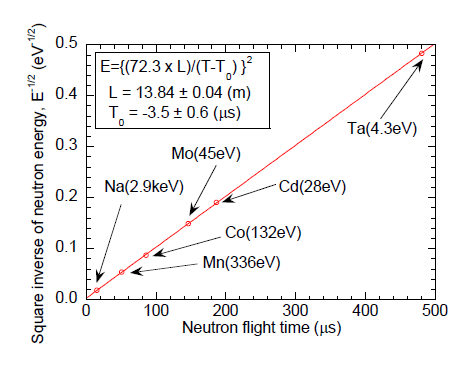 Square inverse of neutron energy, E^-1/2 (eV^-1/2)
0.5
0.4
0.3
0.2
0.1
0.0
E={(72.3 x L)/(T-T₀) }²
L = 13.84 ± 0.04 (m)
T₀ = -3.5 ± 0.6 (μs)
Ta(4.3eV)
Mo(45eV)
Na(2.9keV)
Cd(28eV)
Co(132eV)
Mn(336eV)
0 100 200 300 400 500
Neutron flight time (μs)